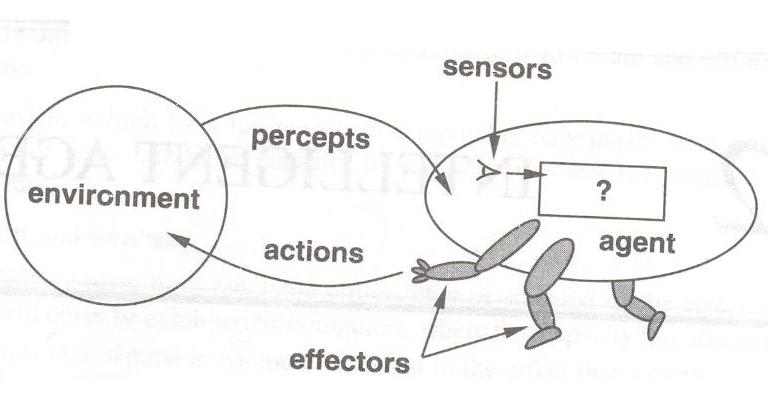 sensors
percepts
environment
?
agent
actions
effectors